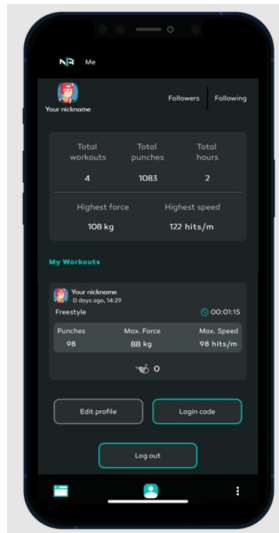 NR Me
Followers Following
Your nickname
Total workouts
Total punches
Total hours
4 1083 2
Highest force Highest speed
108 kg 122 hits/m
My Workouts
Your nickname
0 days ago, 14:29
Freestyle 00:01:15
Punches Max. Force Max. Speed
98 88 kg 98 hits/m
0
Edit profile Login code
Log out